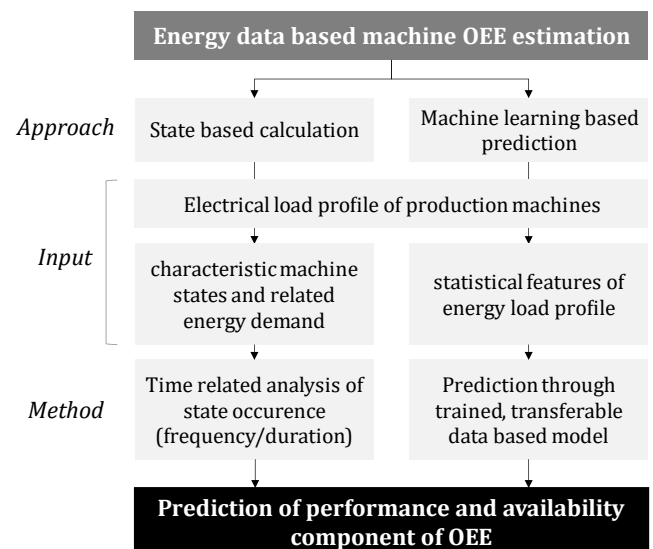 Energy data based machine OEE estimation
Approach
State based calculation
Machine learning based
prediction
Electrical load profile of production machines
Input
characteristic machine
states and related
energy demand
statistical features of
energy load profile
Method
Time related analysis of
state occurence
(frequency/duration)
Prediction through
trained, transferable
data based model
Prediction of performance and availability
component of OEE